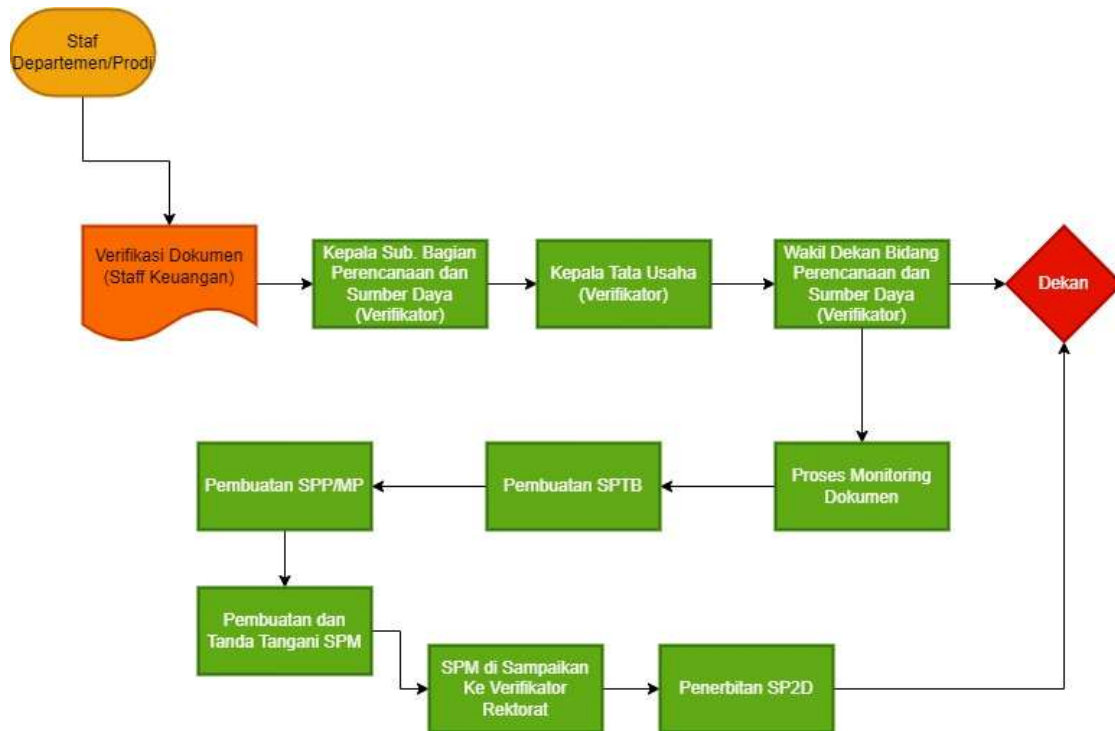 Staf
Departemen/Prodi
Verifikasi Dokumen
(Staff Keuangan)
Kepala Sub. Bagian
Perencanaan dan
Sumber Daya
(Verifikator)
Kepala Tata Usaha
(Verifikator)
Wakil Dekan Bidang
Perencanaan dan
Sumber Daya
(Verifikator)
Dekan
Pembuatan SPP/MP
Pembuatan SPTB
Proses Monitoring
Dokumen
Pembuatan dan
Tanda Tangani SPM
SPM di Sampaikan
Ke Verifikator
Rektorat
Penerbitan SP2D